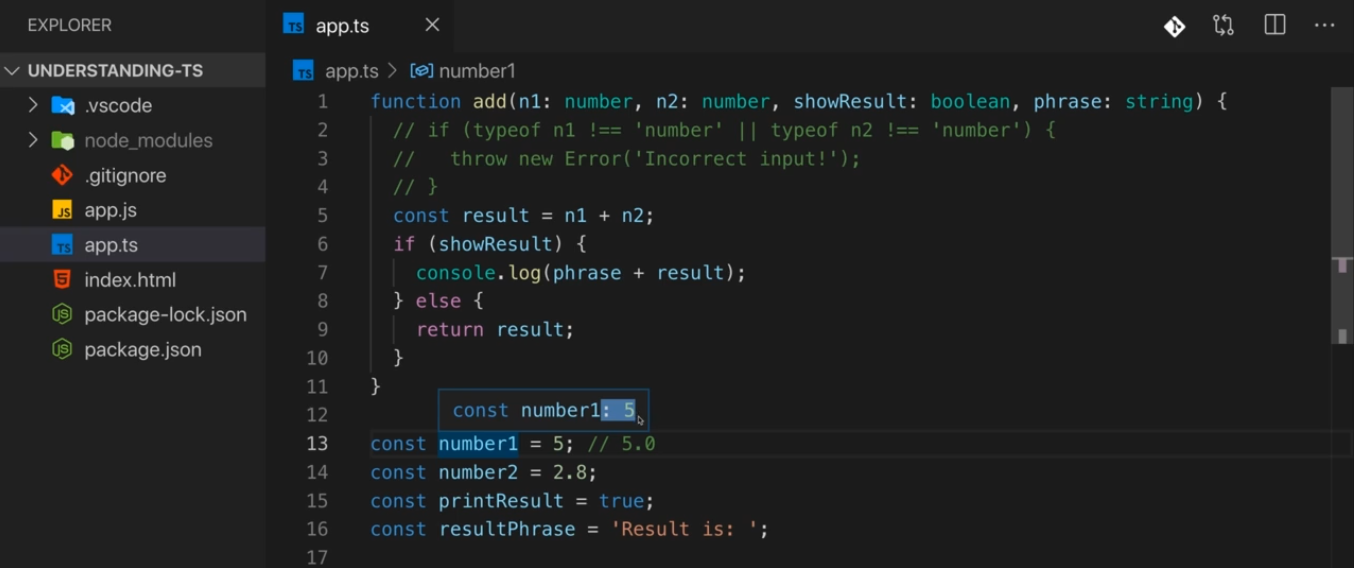 EXPLORER
UNDERSTANDING-TS
.vscode
node_modules
.gitignore
JS app.js
TS app.ts
index.html
package-lock.json
package.json
TS app.ts
TS app.ts > number1
1 function add(n1: number, n2: number, showResult: boolean, phrase: string) {
2 // if (typeof n1 !== 'number' || typeof n2 !== 'number') {
3 //   throw new Error('Incorrect input!');
4 // }
5 const result = n1 + n2;
6 if (showResult) {
7 console.log(phrase + result);
8 } else {
9 return result;
10 }
11 }
const number1: 5
12
13 const number1 = 5; // 5.0
14 const number2 = 2.8;
15 const printResult = true;
16 const resultPhrase = 'Result is: ';
17